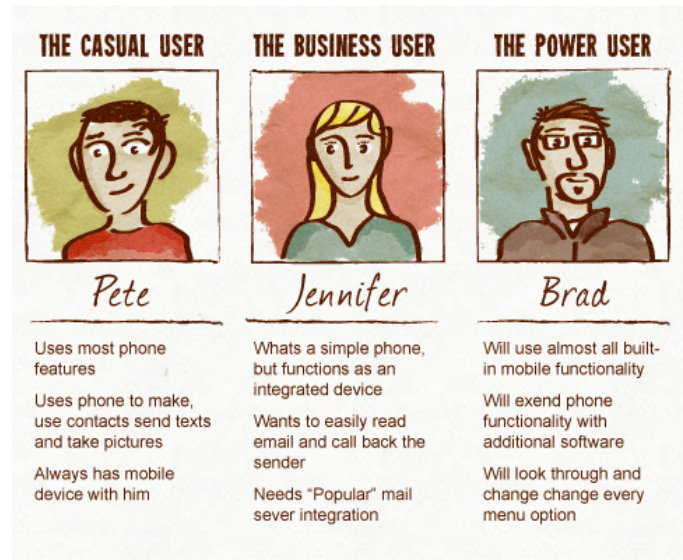 THE CASUAL USER
Pete
Uses most phone
features
Uses phone to make,
use contacts send texts
and take pictures
Always has mobile
device with him
THE BUSINESS USER
Jennifer
Whats a simple phone,
but functions as an
integrated device
Wants to easily read
email and call back the
sender
Needs “Popular” mail
sever integration
THE POWER USER
Brad
Will use almost all built-
in mobile functionality
Will exend phone
functionality with
additional software
Will look through and
change change every
menu option